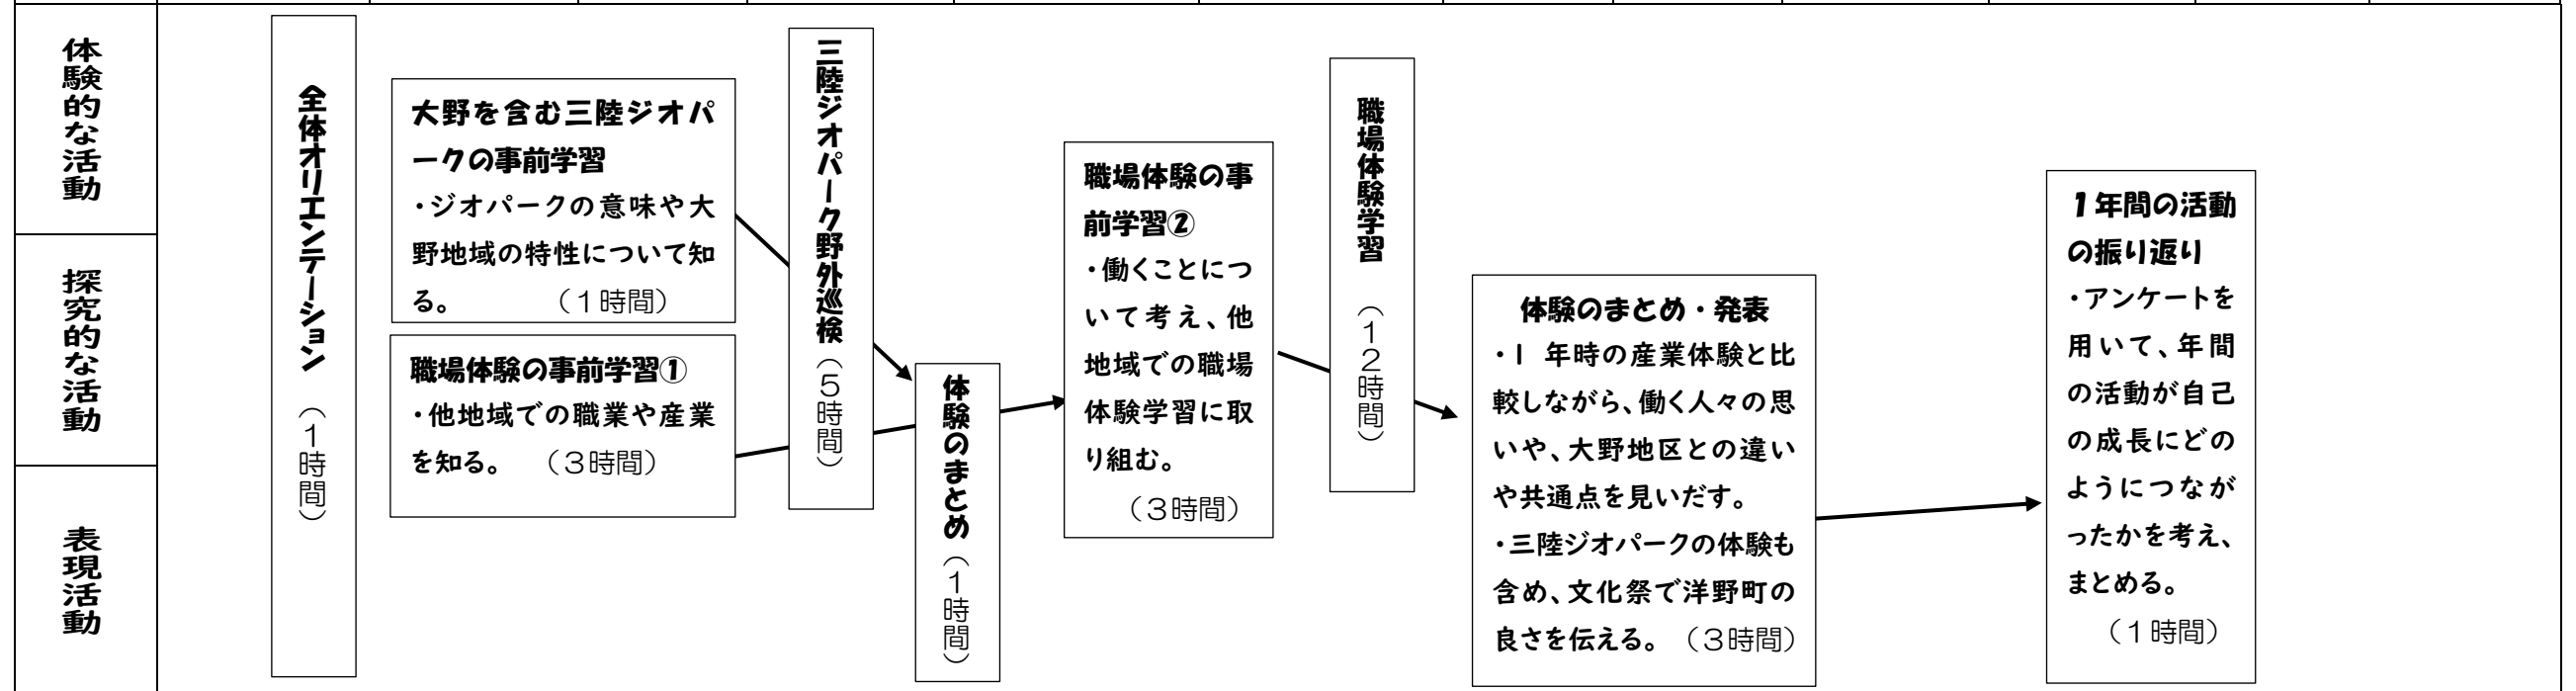 体験的な活動
探究的な活動
表現活動
全体オリエンテーション（１時間）
大野を含む三陸ジオパ
ークの事前学習
・ジオパークの意味や大
野地域の特性について知
る。　（１時間）
職場体験の事前学習①
・他地域での職業や産業
を知る。　（３時間）
三陸ジオパーク野外巡検（５時間）
体験のまとめ（１時間）
職場体験の事
前学習②
・働くことにつ
いて考え、他
地域での職場
体験学習に取
り組む。
（３時間）
職場体験学習　（１２時間）
体験のまとめ・発表
・１年時の産業体験と比
較しながら、働く人々の思
いや、大野地区との違い
や共通点を見いだす。
・三陸ジオパークの体験も
含め、文化祭で洋野町の
良さを伝える。（３時間）
１年間の活動
の振り返り
・アンケートを
用いて、年間
の活動が自己
の成長にどの
ようにつなが
ったかを考え、
まとめる。
（１時間）